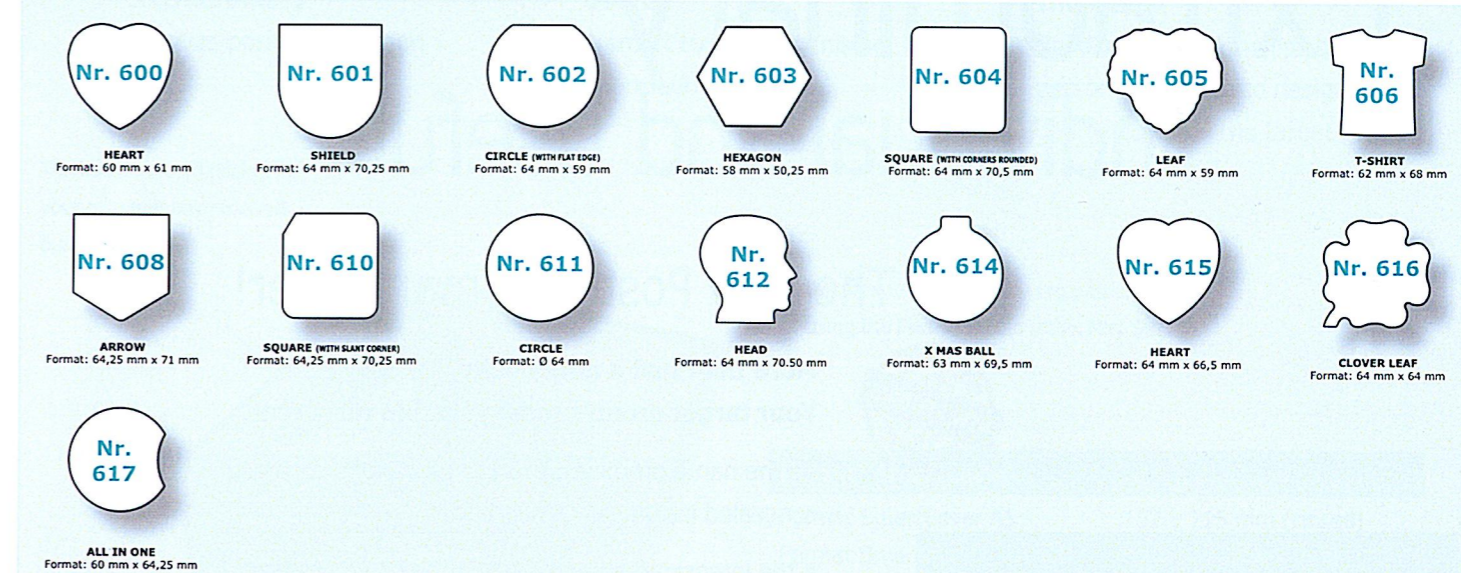 Nr. 600
HEART
Format: 60 mm x 61 mm
Nr. 601
SHIELD
Format: 64 mm x 70,25 mm
Nr. 602
CIRCLE (WITH FLAT EDGE)
Format: 64 mm x 59 mm
Nr. 603
HEXAGON
Format: 58 mm x 50,25 mm
Nr. 604
SQUARE (WITH CORNERS ROUNDED)
Format: 64 mm x 70,5 mm
Nr. 605
LEAF
Format: 64 mm x 59 mm
Nr.
606
T-SHIRT
Format: 62 mm x 68 mm
Nr. 608
ARROW
Format: 64,25 mm x 71 mm
Nr. 610
SQUARE (WITH SLANT CORNER)
Format: 64,25 mm x 70,25 mm
Nr. 611
CIRCLE
Format: Ø 64 mm
Nr.
612
HEAD
Format: 64 mm x 70.50 mm
Nr. 614
X MAS BALL
Format: 63 mm x 69,5 mm
Nr. 615
HEART
Format: 64 mm x 66,5 mm
Nr. 616
CLOVER LEAF
Format: 64 mm x 64 mm
Nr.
617
ALL IN ONE
Format: 60 mm x 64,25 mm